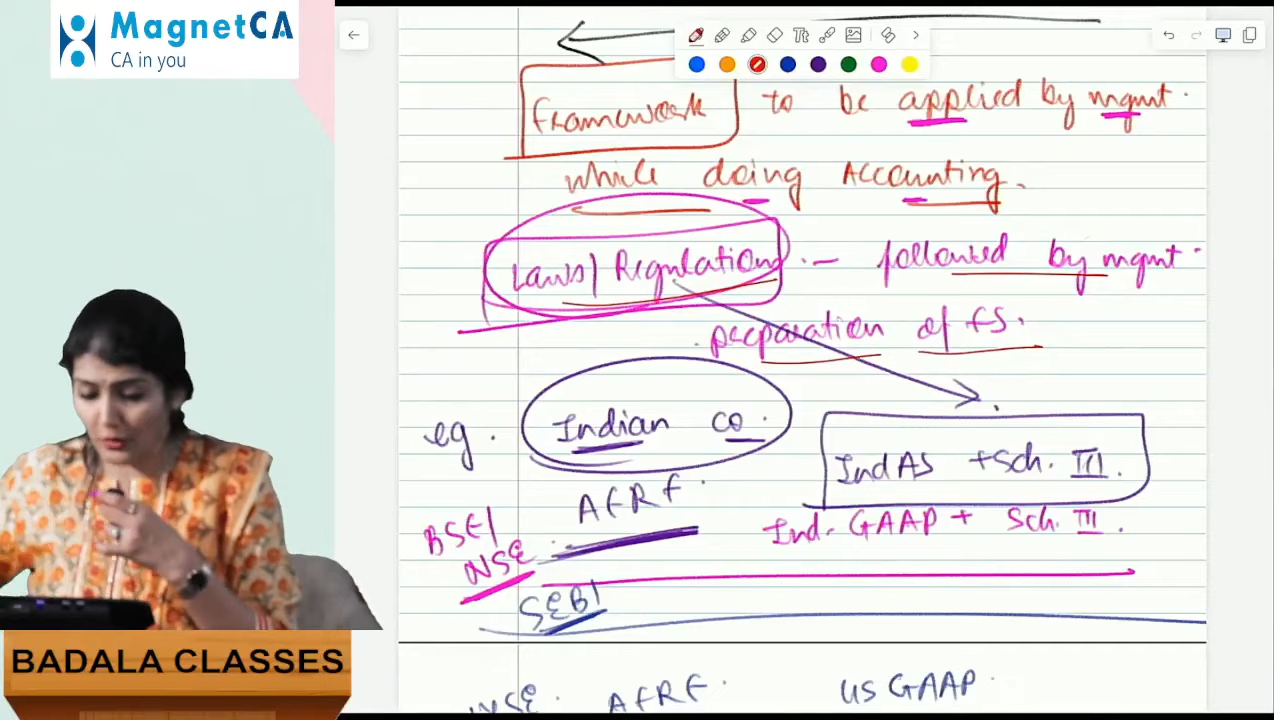 MagnetCA
CA in you
Framework to be applied by mgmt.
while doing Accounting.
Laws/Regulations - followed by mgmt.
preparation of FS.
eg. Indian co.
IndAS + Sch. III.
AFRF
BSE/
NSE
Ind. GAAP + Sch. III.
SEBI
BADALA CLASSES
NSE. AFRF. US GAAP